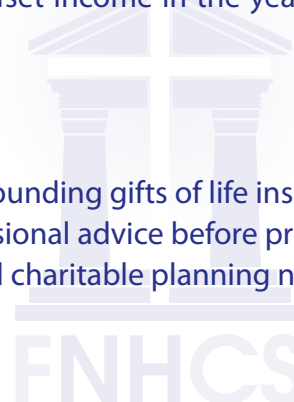 set income in the yea
ounding gifts of life ins
sional advice before pr
l charitable planning n
FNHCS